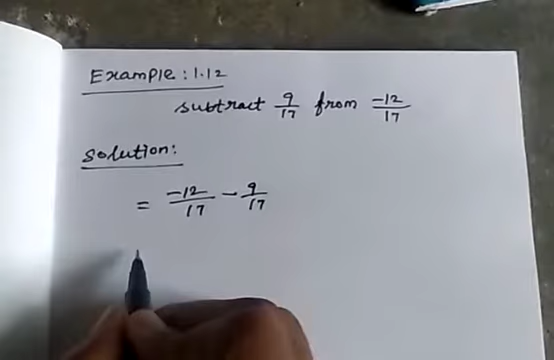 Example: 1.12
subtract 9/17 from -12/17
Solution:
= -12/17 - 9/17